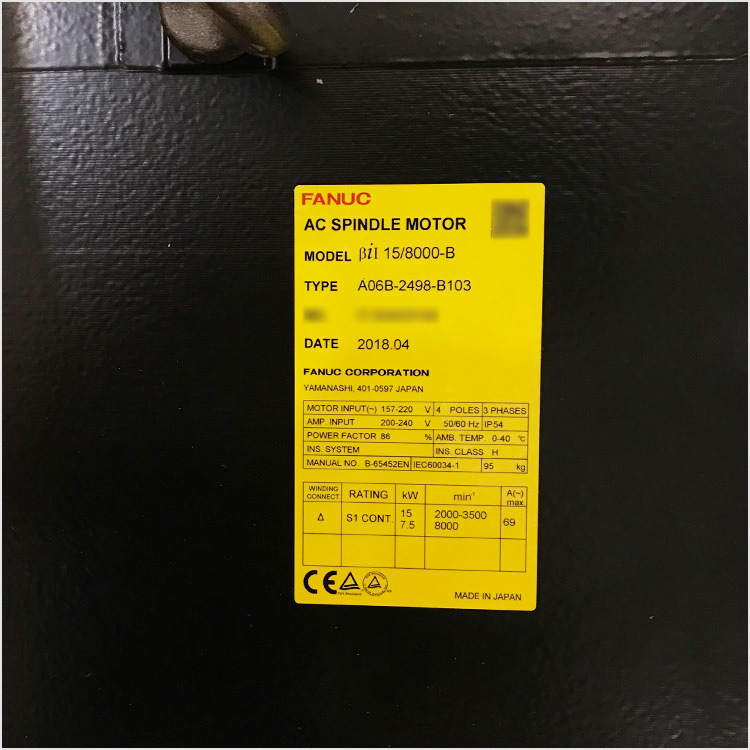 FANUC
AC SPINDLE MOTOR
MODEL βiI 15/8000-B
TYPE A06B-2498-B103
DATE 2018.04
FANUC CORPORATION
YAMANASHI, 401-0597 JAPAN
MOTOR INPUT(~) 157-220 V 4 POLES 3 PHASES
AMP. INPUT 200-240 V 50/60 Hz IP54
POWER FACTOR 86 % AMB. TEMP. 0-40 ℃
INS. SYSTEM INS. CLASS H
MANUAL NO. B-65452EN IEC60034-1 95 kg
WINDING CONNECT RATING kW min⁻¹ A(~) max
Δ S1 CONT. 15 2000-3500 69
7.5 8000
CE
MADE IN JAPAN